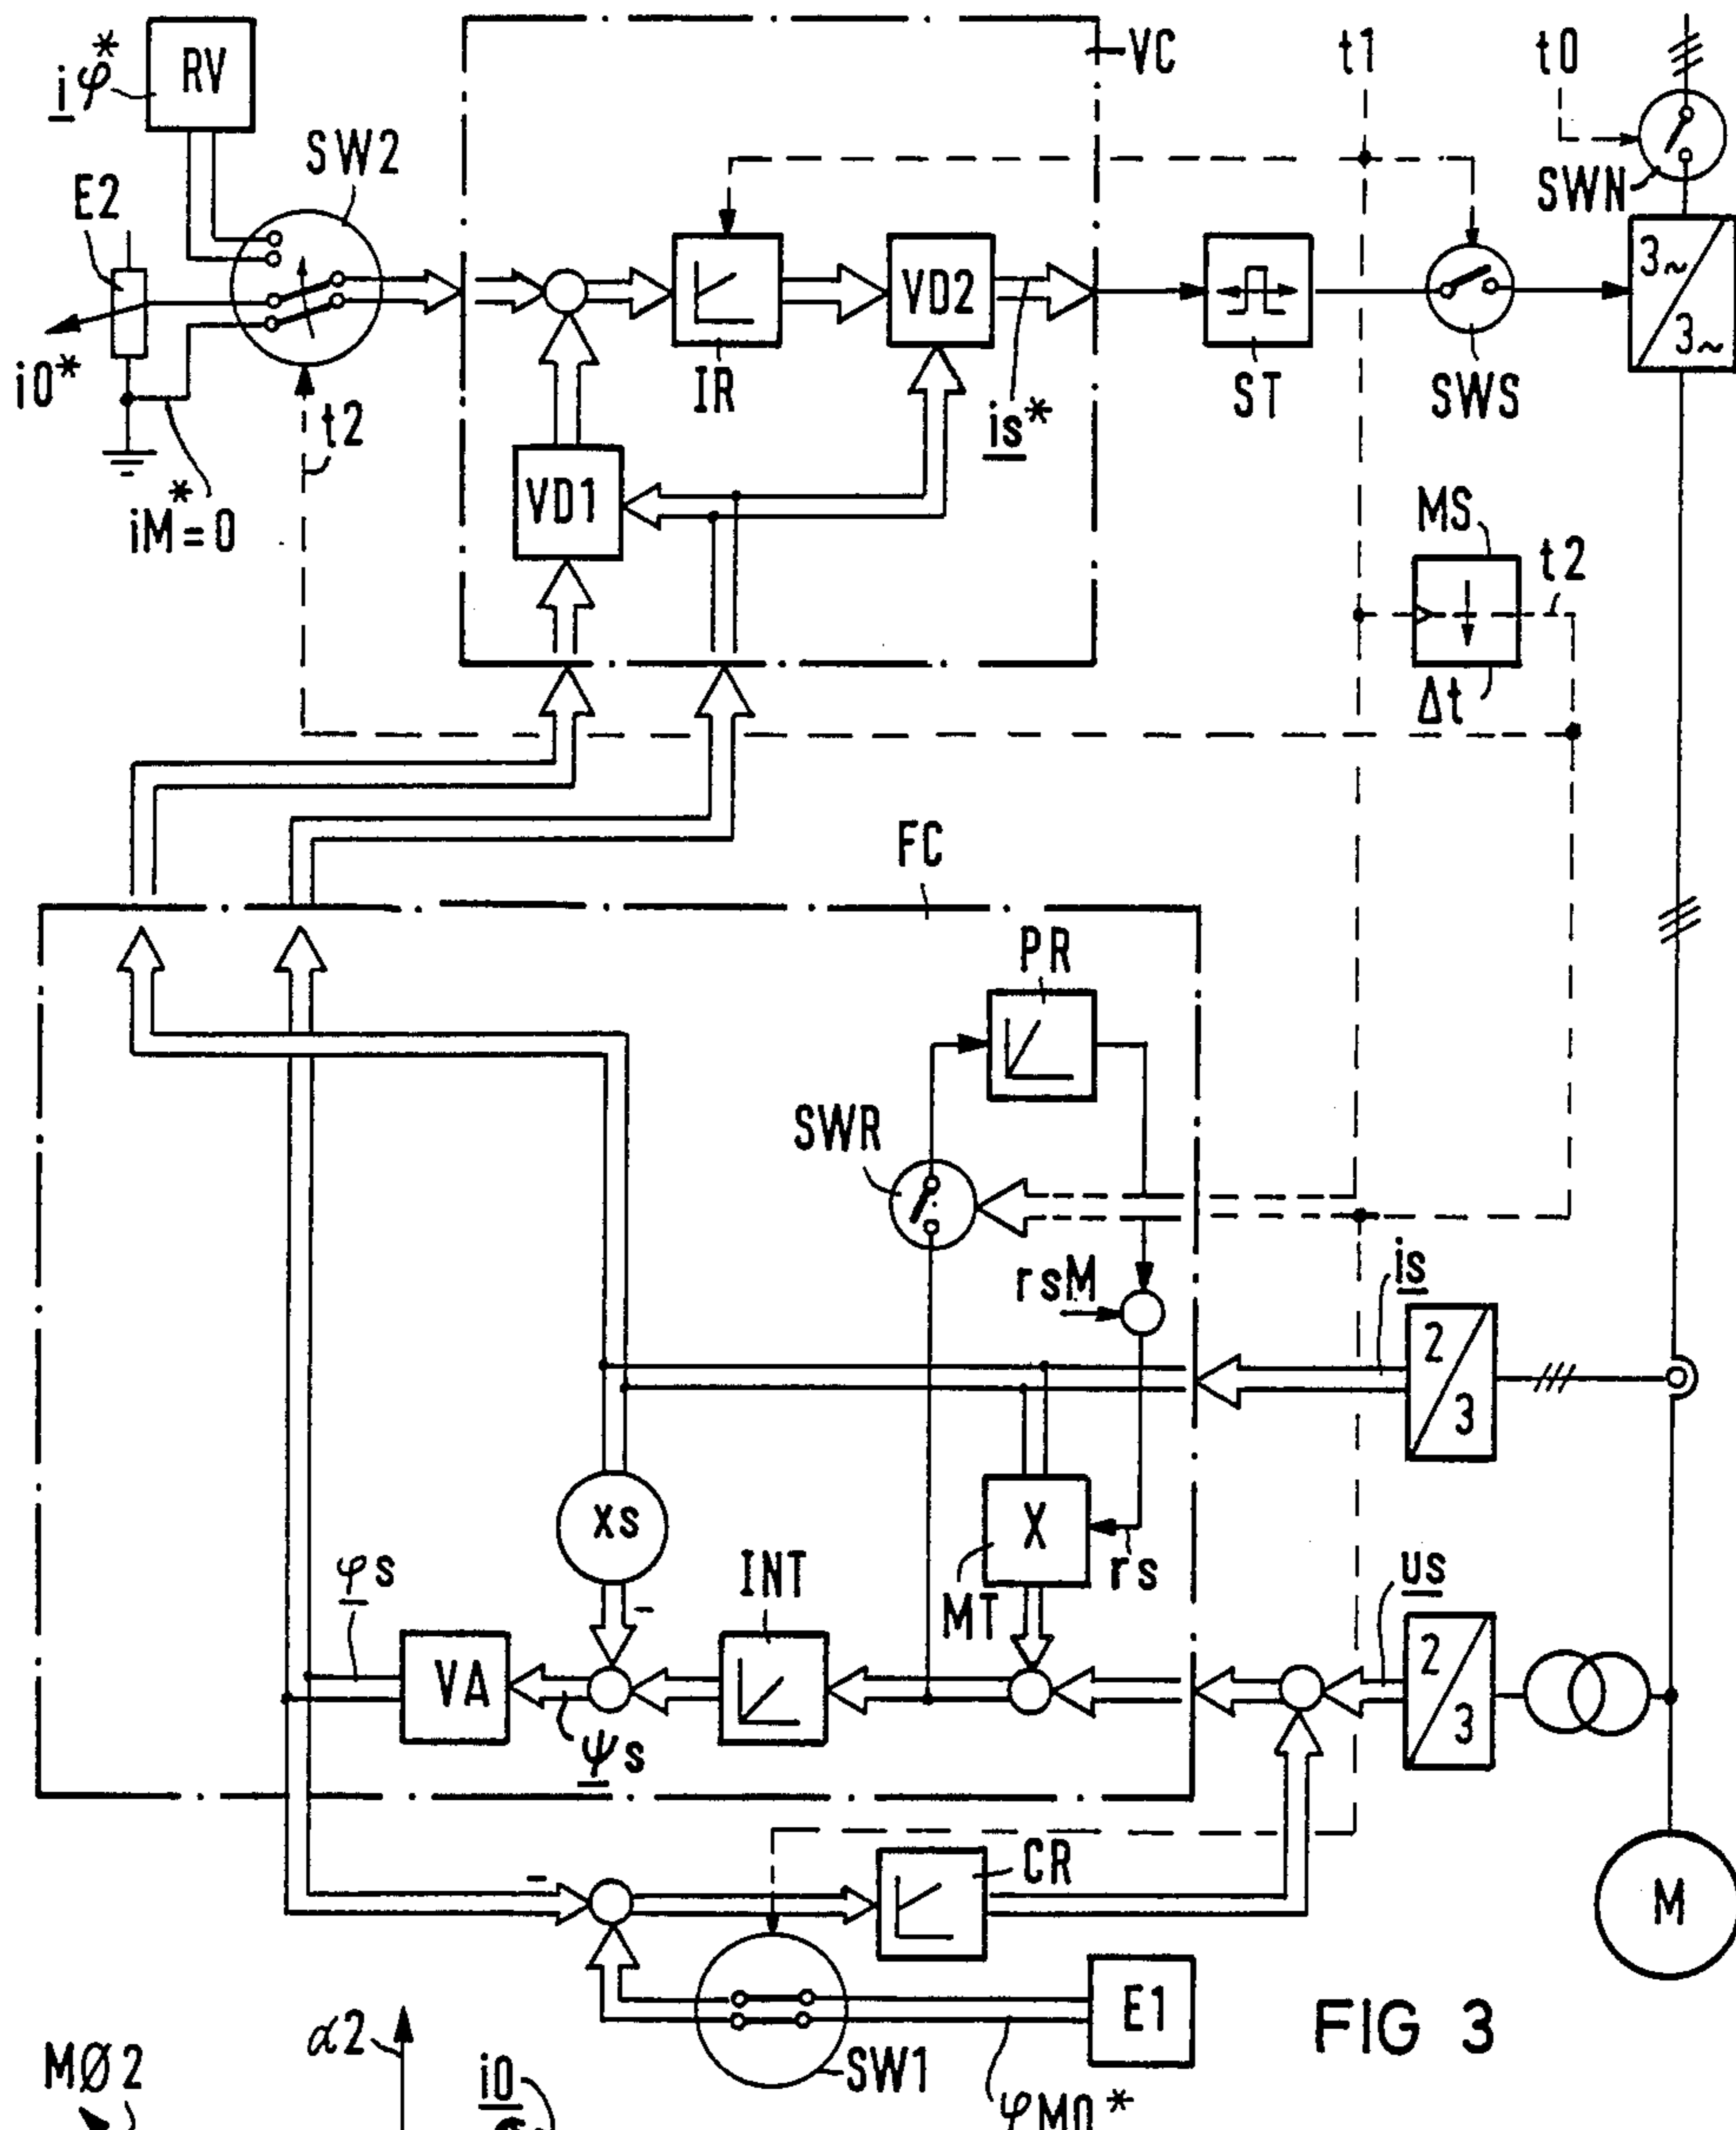 RV
iφ*
SW2
E2
i0*
iM*=0
t2
VC
t1
t0
SWN
3~
3~
IR
VD2
is*
ST
SWS
VD1
MS
t2
Δt
FC
PR
SWR
rsM
is
2
3
Xs
X
rs
MT
INT
φs
VA
ψs
us
2
3
-
-
CR
M
E1
SW1
φM0*
FIG 3
MØ2
α2
i0